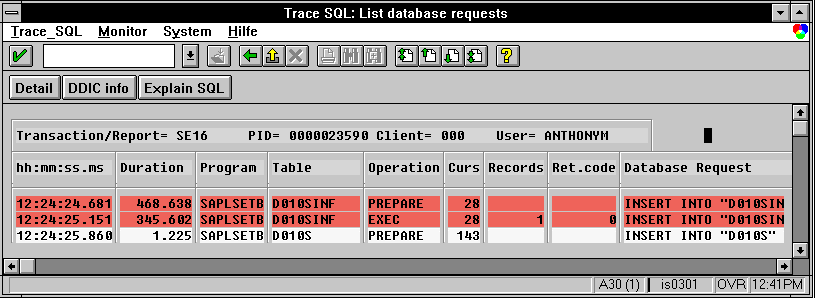 Trace SQL: List database requests
Trace_SQL Monitor System Hilfe
Detail DDIC info Explain SQL
Transaction/Report= SE16 PID= 0000023590 Client= 000 User= ANTHONYM
hh:mm:ss.ms Duration Program Table Operation Curs Records Ret.code Database Request
12:24:24.681 468.638 SAPLSETB D010SINF PREPARE 28 INSERT INTO "D010SIN
12:24:25.151 345.602 SAPLSETB D010SINF EXEC 28 1 0 INSERT INTO "D010SIN
12:24:25.860 1.225 SAPLSETB D010S PREPARE 143 INSERT INTO "D010S"
A30 (1) is0301 OVR 12:41PM